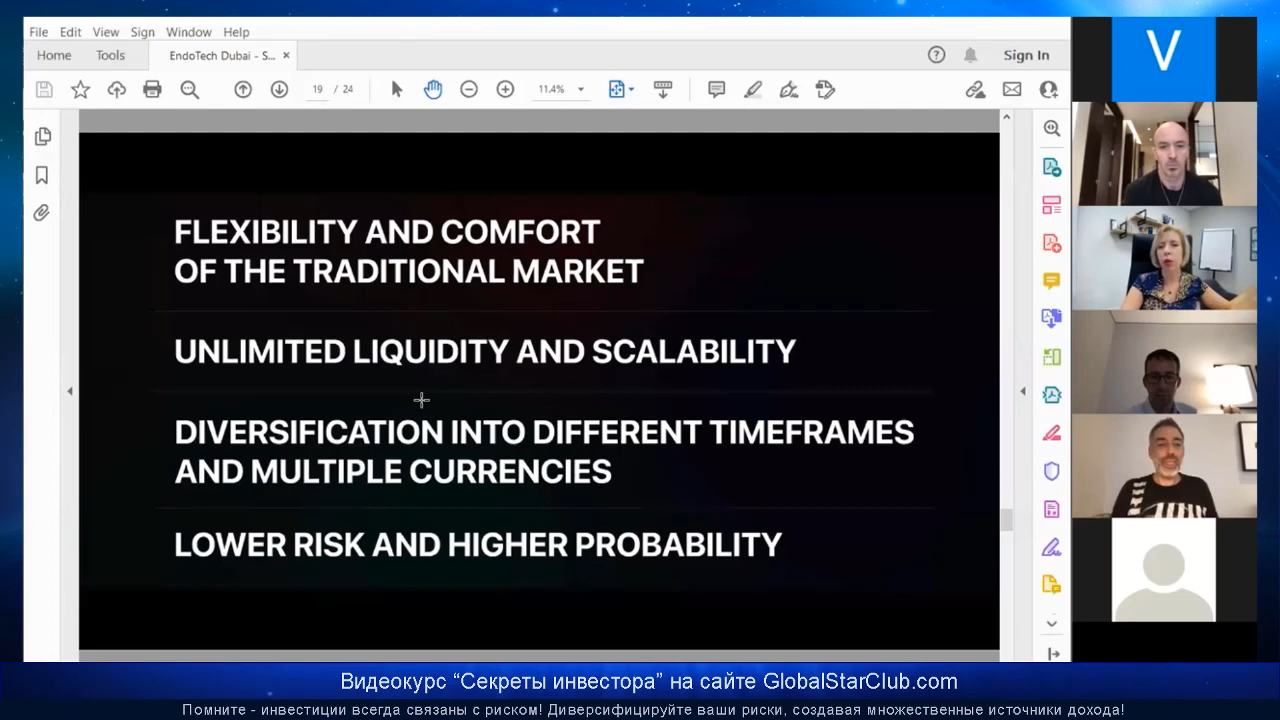 File Edit View Sign Window Help
Home Tools EndoTech Dubai - S... ×
Sign In
19 / 24
11.4%
V
FLEXIBILITY AND COMFORT
OF THE TRADITIONAL MARKET
UNLIMITED LIQUIDITY AND SCALABILITY
DIVERSIFICATION INTO DIFFERENT TIMEFRAMES
AND MULTIPLE CURRENCIES
LOWER RISK AND HIGHER PROBABILITY
Видеокурс “Секреты инвестора” на сайте GlobalStarClub.com
Помните - инвестиции всегда связаны с риском! Диверсифицируйте ваши риски, создавая множественные источники дохода!